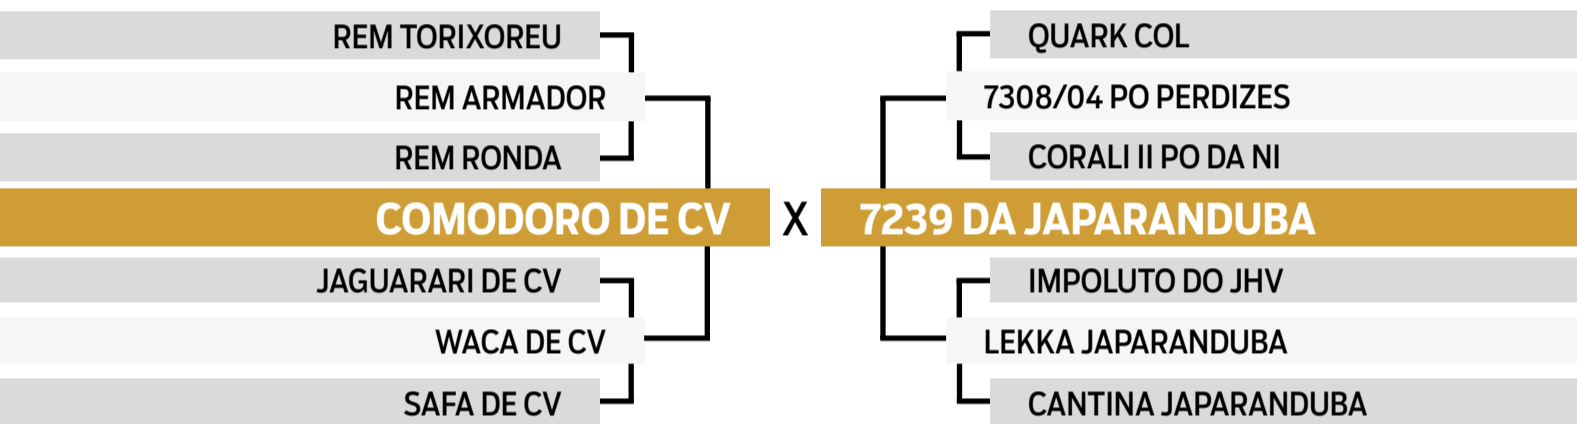 REM TORIXOREU
REM ARMADOR
REM RONDA
COMODORO DE CV
JAGUARARI DE CV
WACA DE CV
SAFA DE CV
X
QUARK COL
7308/04 PO PERDIZES
CORALI II PO DA NI
7239 DA JAPARANDUBA
IMPOLUTO DO JHV
LEKKA JAPARANDUBA
CANTINA JAPARANDUBA